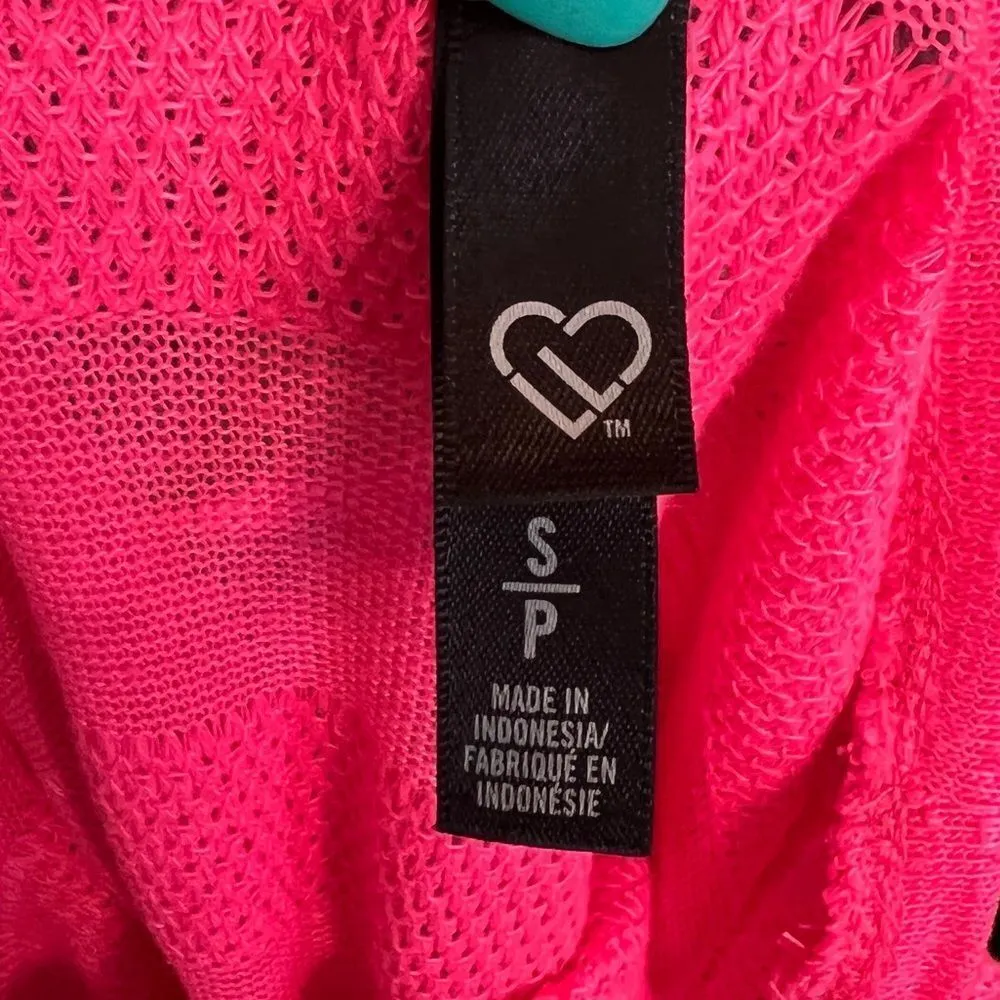 TM
S
P
MADE IN
INDONESIA/
FABRIQUÉ EN
INDONÉSIE